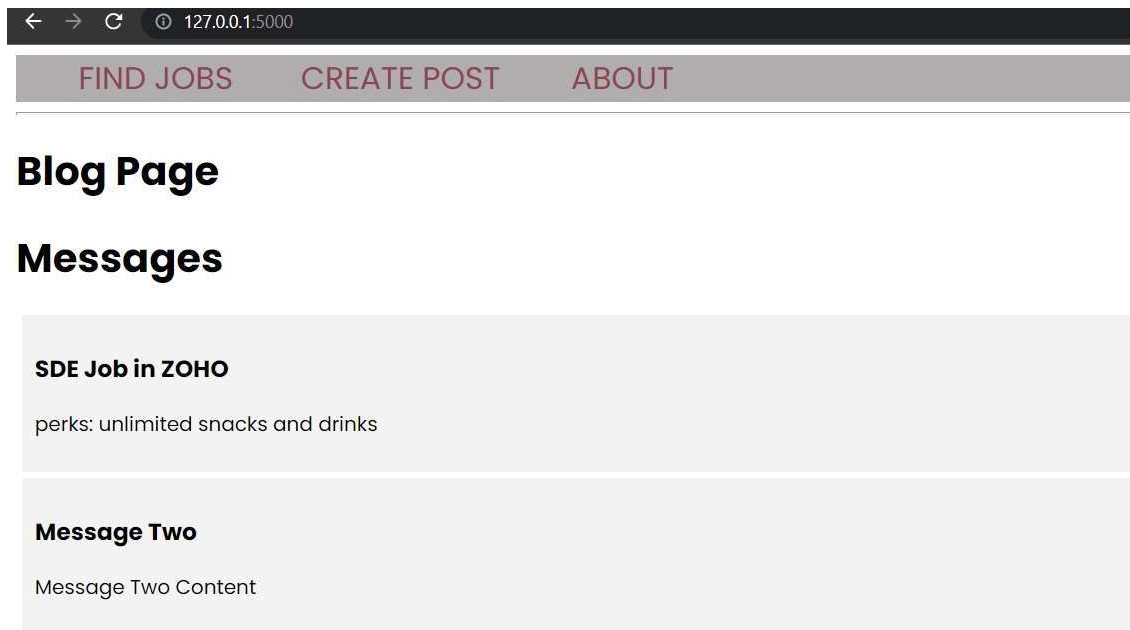 127.0.0.1:5000
FIND JOBS CREATE POST ABOUT
Blog Page
Messages
SDE Job in ZOHO
perks: unlimited snacks and drinks
Message Two
Message Two Content